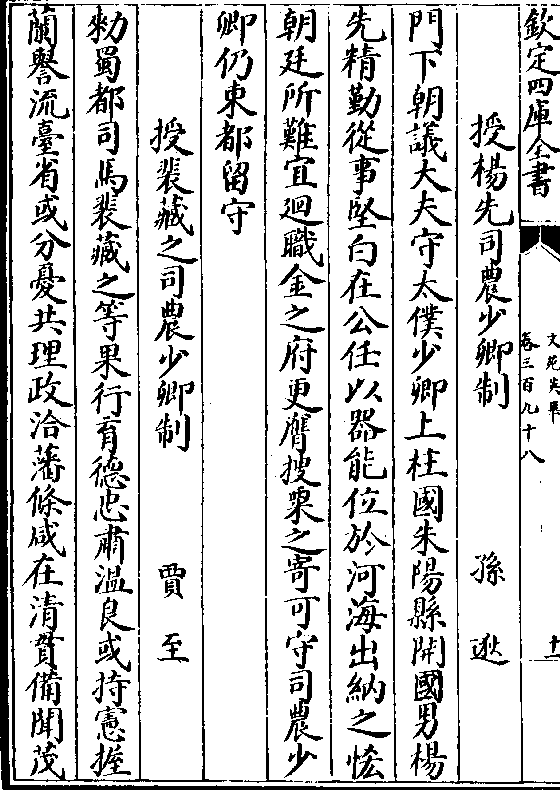 欽定四庫全書
文苑英華
卷三百九十八
十一
授楊先司農少卿制 孫逖
門下朝議大夫守太僕少卿上柱國朱陽縣開國男楊
先精勤從事堅白在公任以器能位於河海出納之恡
朝廷所難宜迴職金之府更膺搜粟之寄可守司農少
卿仍東都留守
授裴藏之司農少卿制 賈至
勑蜀都司馬裴藏之等果行育德忠肅温良或持憲握
蘭譽流臺省或分憂共理政洽藩條咸在清貫備聞茂